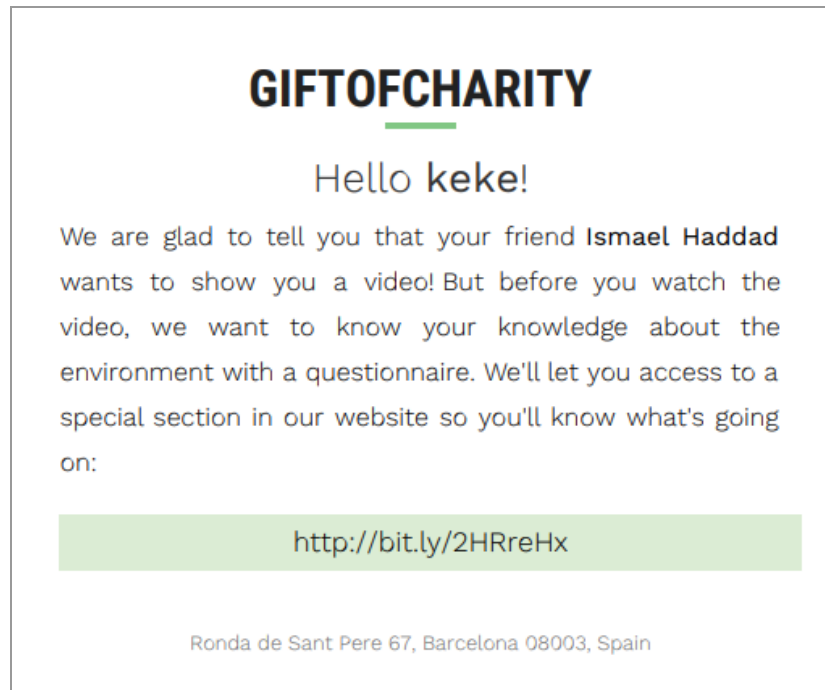 GIFTOFCHARITY
Hello keke!
We are glad to tell you that your friend Ismael Haddad
wants to show you a video! But before you watch the
video, we want to know your knowledge about the
environment with a questionnaire. We'll let you access to a
special section in our website so you'll know what's going
on:
http://bit.ly/2HRreHx
Ronda de Sant Pere 67, Barcelona 08003, Spain